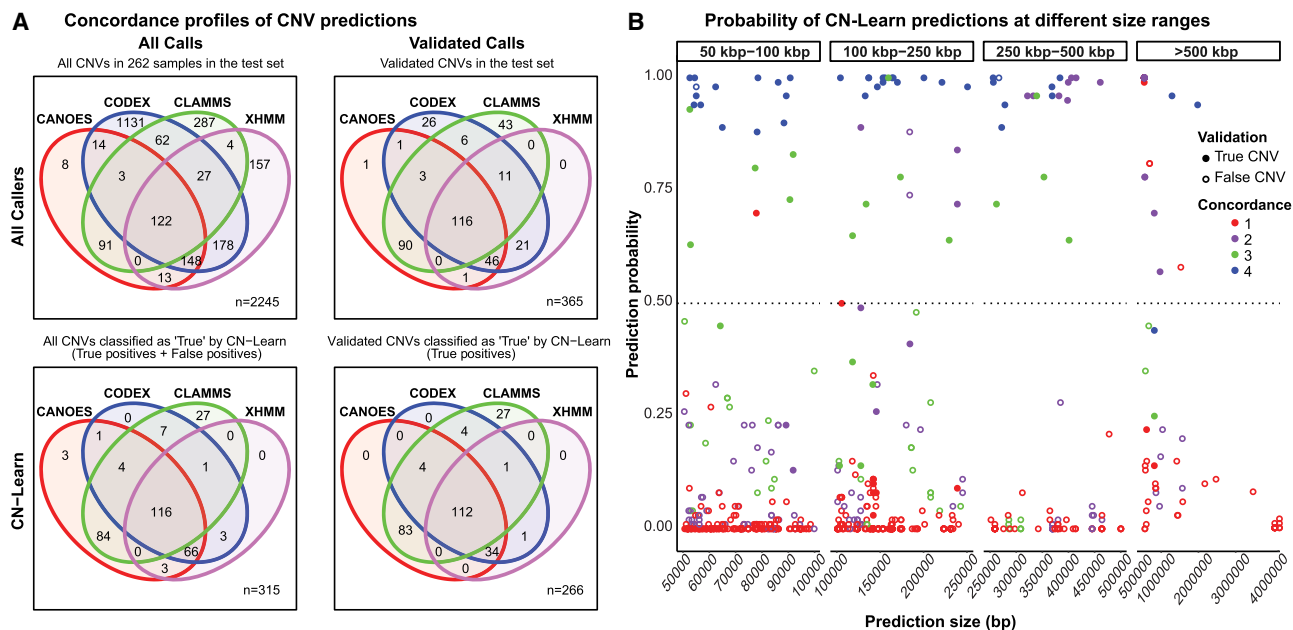 A
Concordance profiles of CNV predictions
All Calls
All CNVs in 262 samples in the test set
Validated Calls
Validated CNVs in the test set
All Callers
CODEX CLAMMS
CANOES XHMM
1131 287
14 62 4
8 157
3 27
122
91 178
0 148
13
n=2245
CODEX CLAMMS
CANOES XHMM
26 43
1 6 0
1 0
3 11
116
90 21
0 46
1
n=365
All CNVs classified as 'True' by CN−Learn
(True positives + False positives)
Validated CNVs classified as 'True' by CN−Learn
(True positives)
CN−Learn
CODEX CLAMMS
CANOES XHMM
0 27
1 7 0
3 0
4 1
116
84 3
0 66
3
n=315
CODEX CLAMMS
CANOES XHMM
0 27
0 4 0
0 0
4 1
112
83 1
0 34
0
n=266
B
Probability of CN−Learn predictions at different size ranges
50 kbp−100 kbp
100 kbp−250 kbp
250 kbp−500 kbp
>500 kbp
Prediction probability
1.00
0.75
0.50
0.25
0.00
50000 60000 70000 80000 90000 100000
100000 150000 200000 250000
250000 300000 350000 400000 450000 500000
500000 1000000 2000000 3000000 4000000
Prediction size (bp)
Validation
True CNV
False CNV
Concordance
1
2
3
4